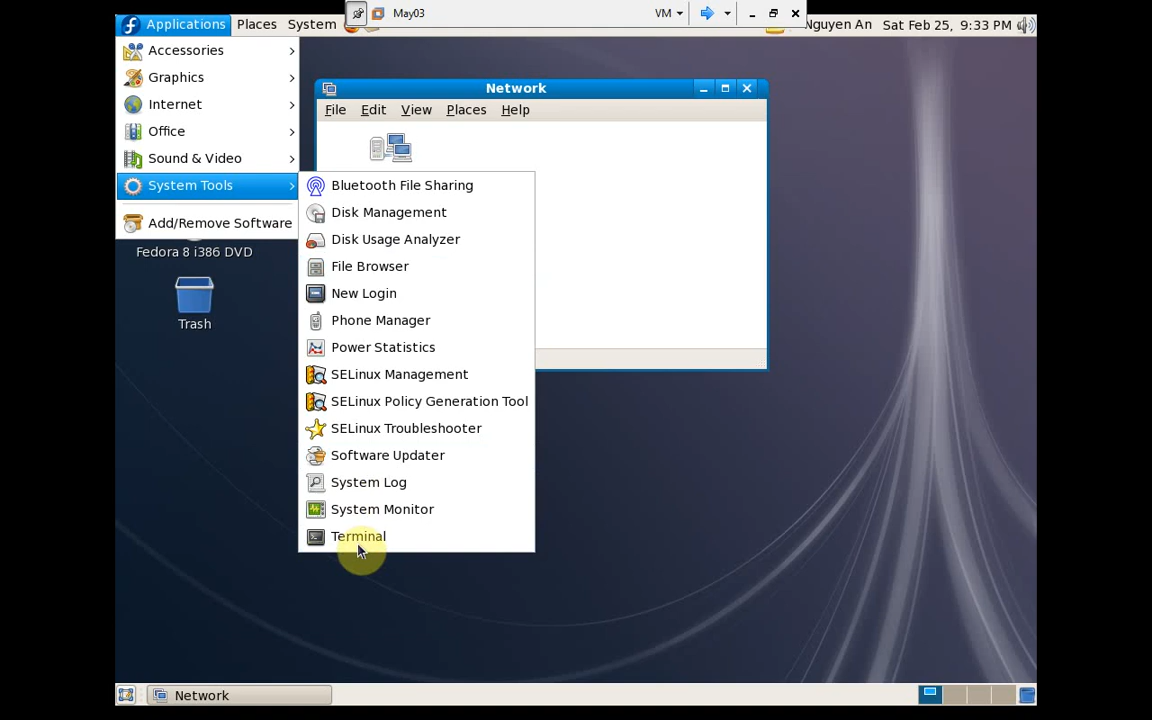 May03
VM
Applications Places System
Nguyen An Sat Feb 25, 9:33 PM
Accessories
Graphics
Internet
Office
Sound & Video
System Tools
Add/Remove Software
Network
File Edit View Places Help
Bluetooth File Sharing
Disk Management
Disk Usage Analyzer
File Browser
New Login
Phone Manager
Power Statistics
SELinux Management
SELinux Policy Generation Tool
SELinux Troubleshooter
Software Updater
System Log
System Monitor
Terminal
Fedora 8 i386 DVD
Trash
Network